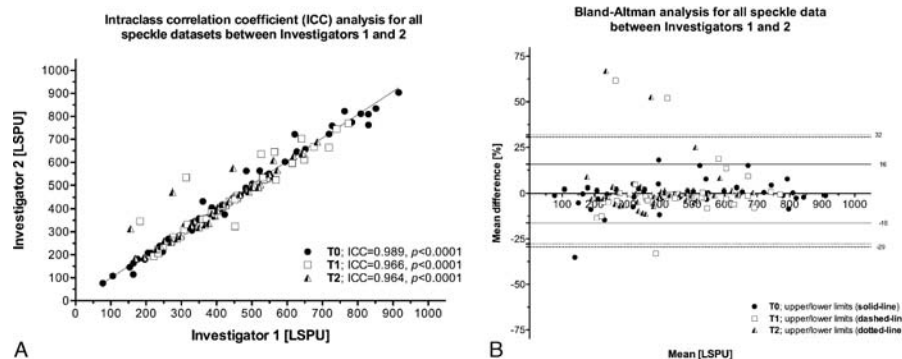 Intraclass correlation coefficient (ICC) analysis for all
speckle datasets between Investigators 1 and 2
Investigator 2 [LSPU]
1000
900
800
700
600
500
400
300
200
100
0
0 100 200 300 400 500 600 700 800 900 1000
Investigator 1 [LSPU]
T0; ICC=0.989, p<0.0001
T1; ICC=0.966, p<0.0001
T2; ICC=0.964, p<0.0001
A
Bland-Altman analysis for all speckle data
between Investigators 1 and 2
Mean difference [%]
75
50
25
0
-25
-50
-75
100 200 300 400 500 600 700 800 900 1000
32
16
-29
T0; upper/lower limits (solid-line)
T1; upper/lower limits (dashed-lin
T2; upper/lower limits (dotted-line
Mean [LSPU]
B